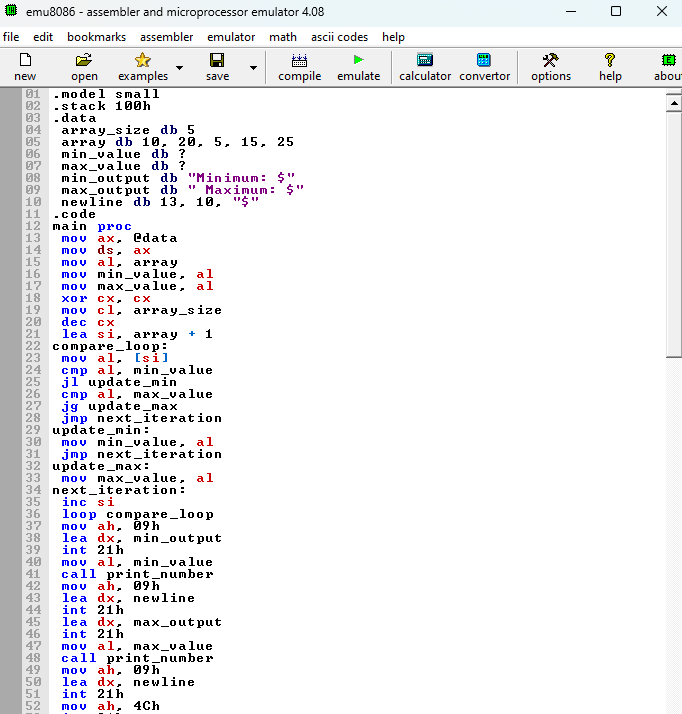 emu8086 - assembler and microprocessor emulator 4.08
file edit bookmarks assembler emulator math ascii codes help
new open examples save compile emulate calculator convertor options help abou
01 .model small
02 .stack 100h
03 .data
04 array_size db 5
05 array db 10, 20, 5, 15, 25
06 min_value db ?
07 max_value db ?
08 min_output db "Minimum: $"
09 max_output db " Maximum: $"
10 newline db 13, 10, "$"
11 .code
12 main proc
13 mov ax, @data
14 mov ds, ax
15 mov al, array
16 mov min_value, al
17 mov max_value, al
18 xor cx, cx
19 mov cl, array_size
20 dec cx
21 lea si, array + 1
22 compare_loop:
23 mov al, [si]
24 cmp al, min_value
25 jl update_min
26 cmp al, max_value
27 jg update_max
28 jmp next_iteration
29 update_min:
30 mov min_value, al
31 jmp next_iteration
32 update_max:
33 mov max_value, al
34 next_iteration:
35 inc si
36 loop compare_loop
37 mov ah, 09h
38 lea dx, min_output
39 int 21h
40 mov al, min_value
41 call print_number
42 mov ah, 09h
43 lea dx, newline
44 int 21h
45 lea dx, max_output
46 int 21h
47 mov al, max_value
48 call print_number
49 mov ah, 09h
50 lea dx, newline
51 int 21h
52 mov ah, 4Ch